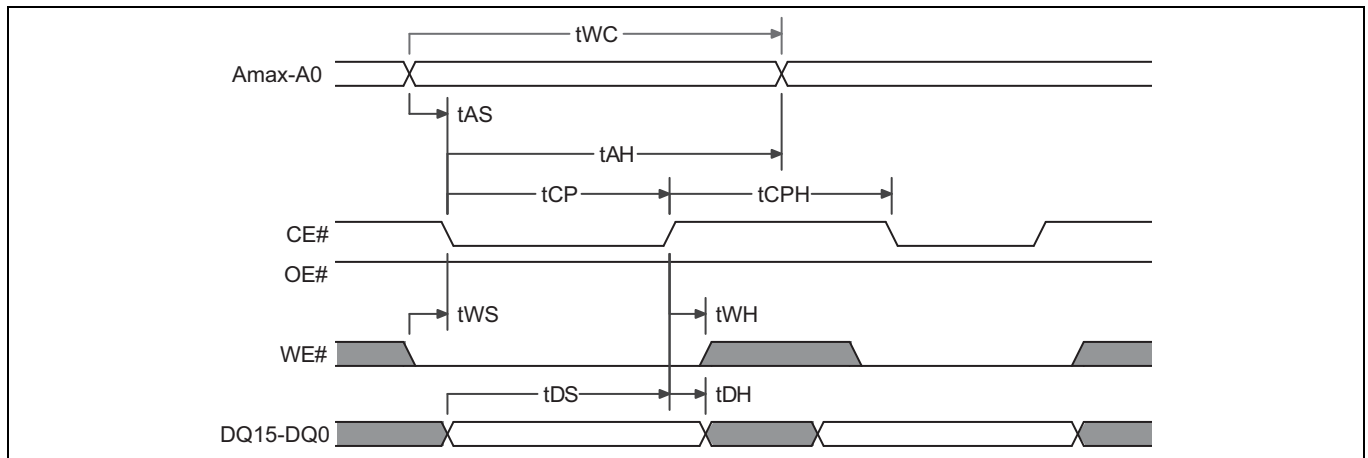 tWC
Amax-A0
tAS
tAH
tCP
tCPH
CE#
OE#
tWS
tWH
WE#
tDS
tDH
DQ15-DQ0